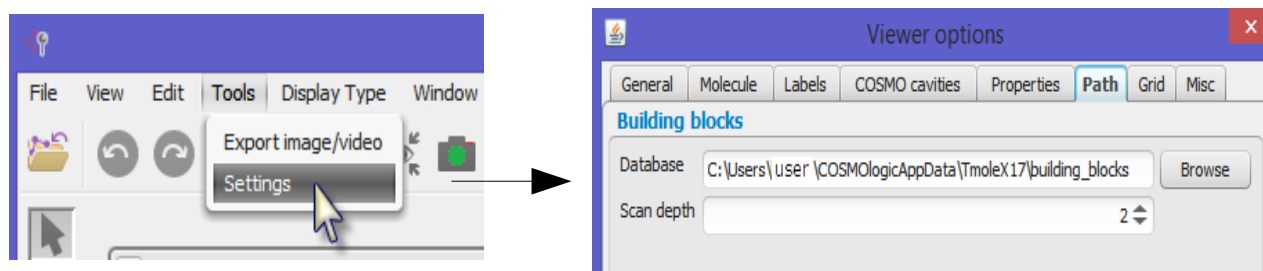 File View Edit Tools Display Type Window
Export image/video
Settings
Viewer options
x
General Molecule Labels COSMO cavities Properties Path Grid Misc
Building blocks
Database C:\Users\user\COSMOlogicAppData\TmoleX17\building_blocks Browse
Scan depth 2